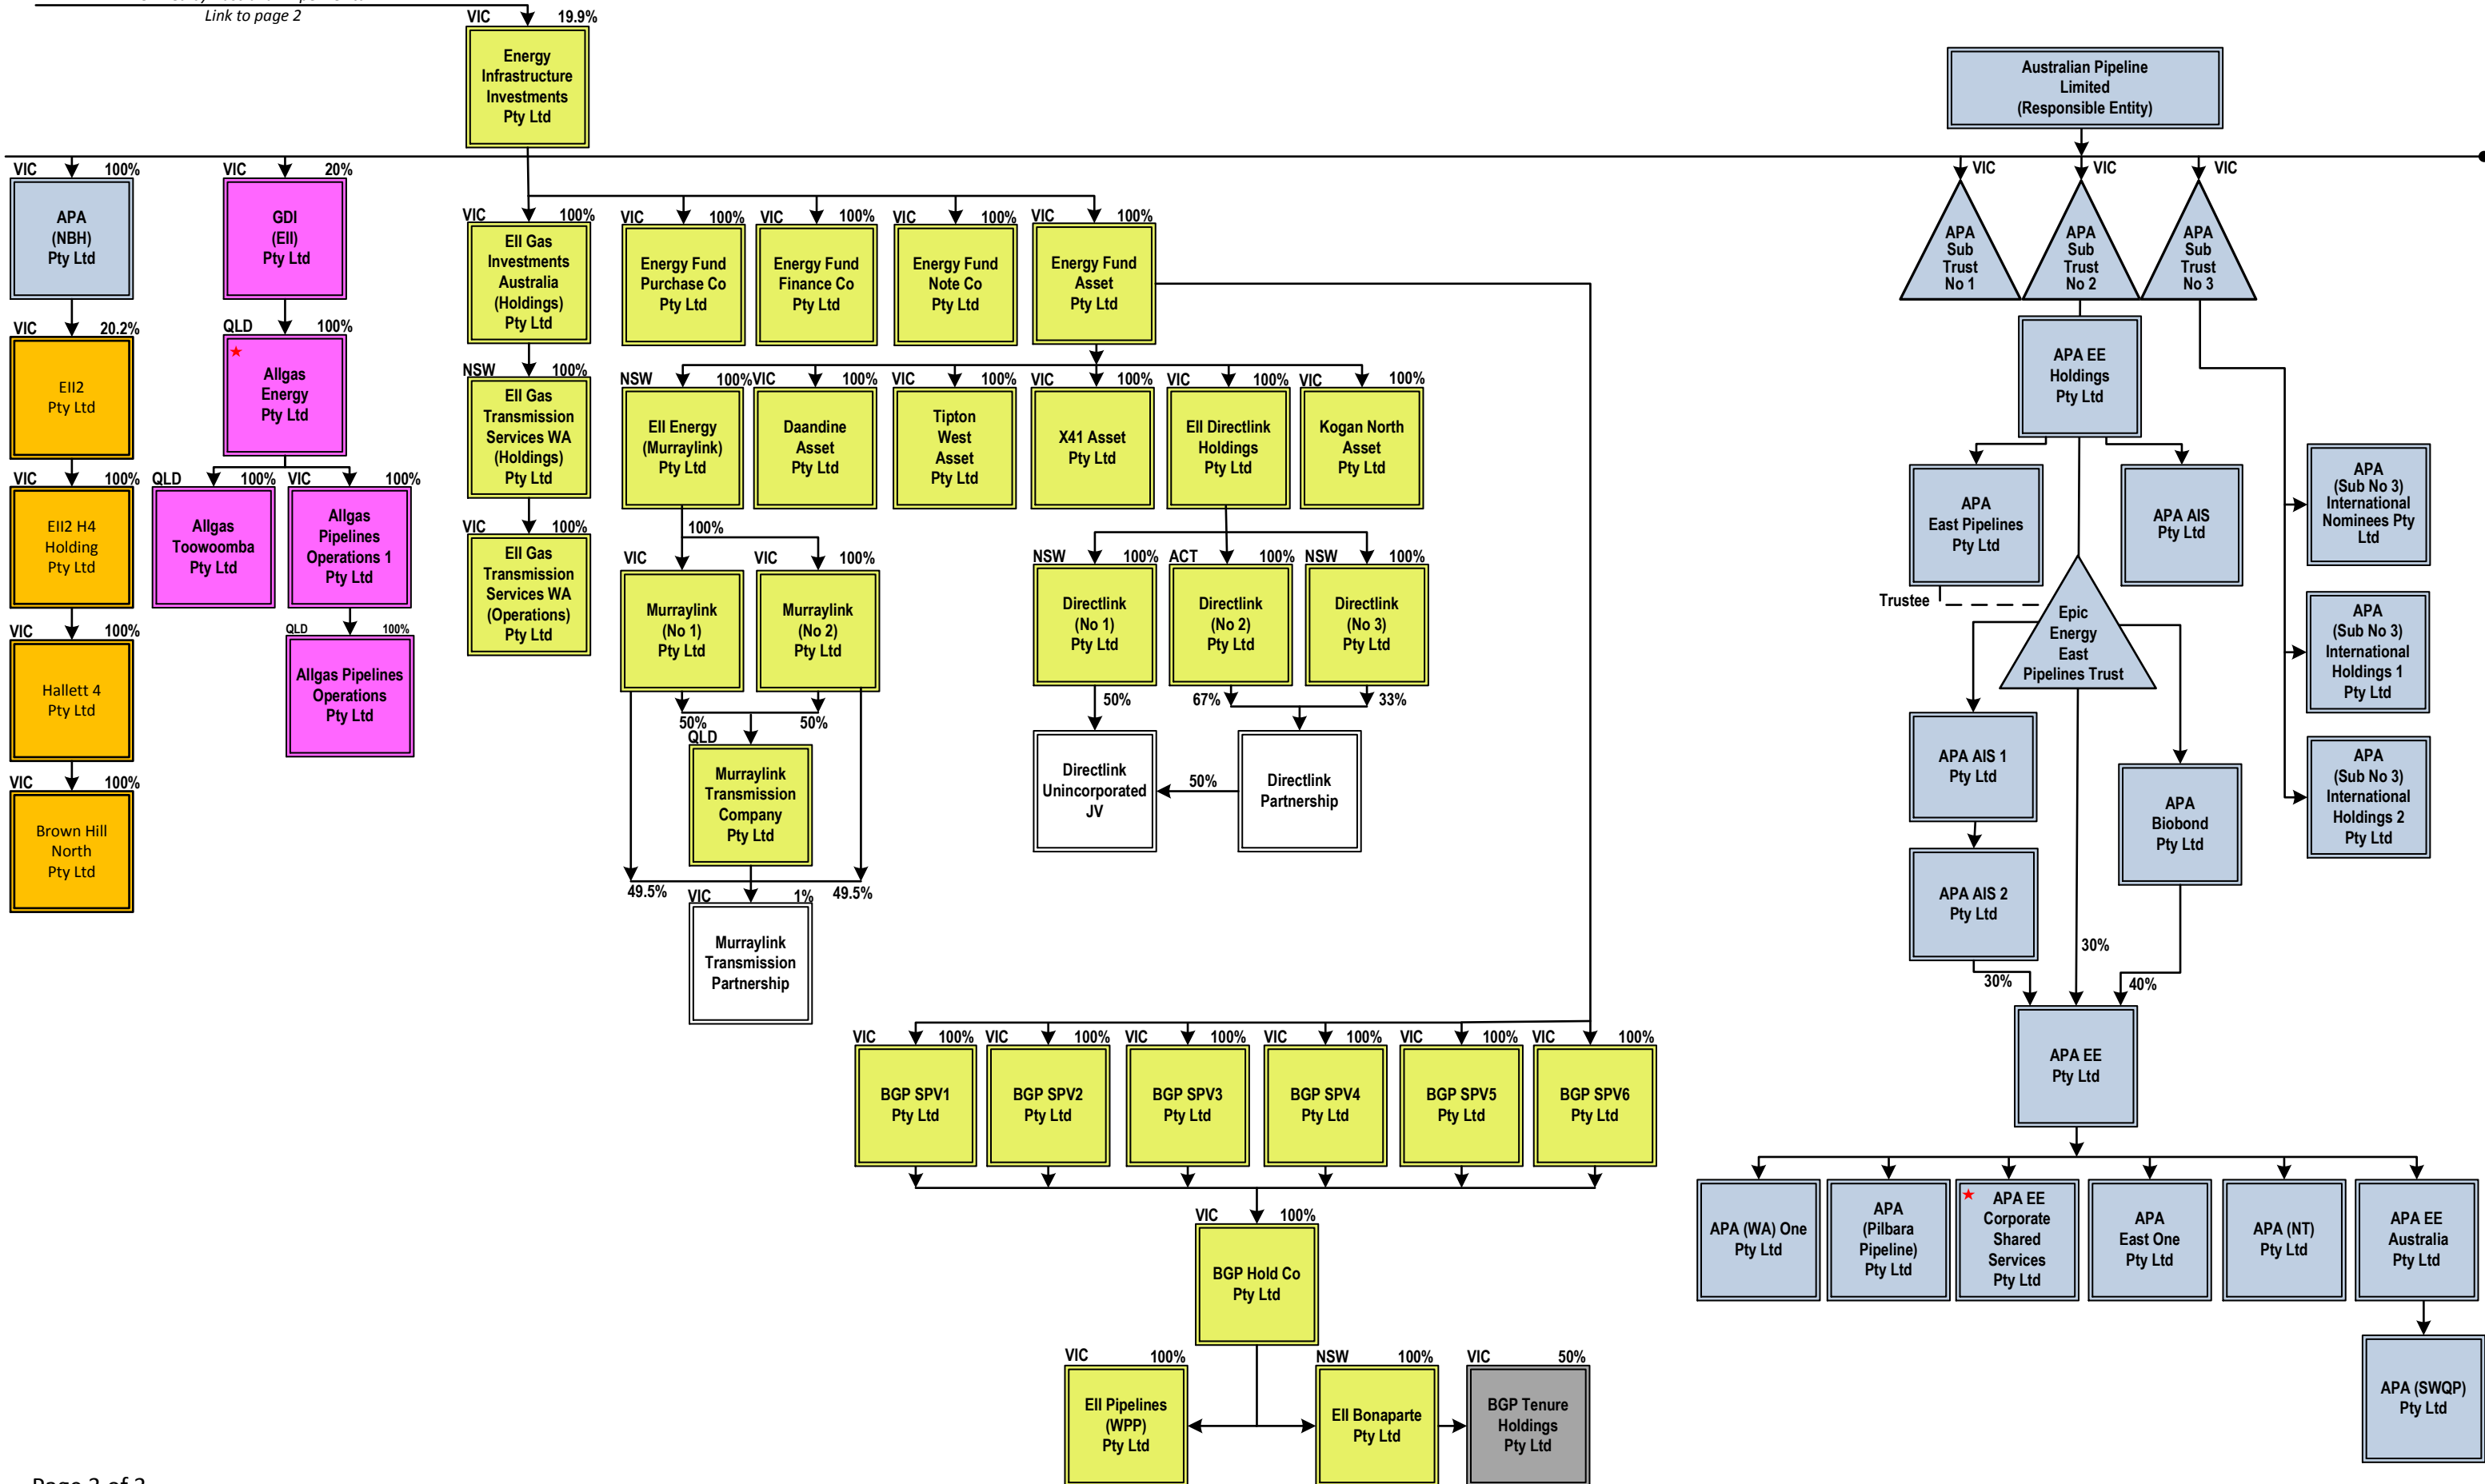 Link to page 2
VIC 19.9%
Energy
Infrastructure
Investments
Pty Ltd
Australian Pipeline
Limited
(Responsible Entity)
VIC 100%
APA
(NBH)
Pty Ltd
VIC 20.2%
EII2
Pty Ltd
VIC 100%
EII2 H4
Holding
Pty Ltd
VIC 100%
Hallett 4
Pty Ltd
VIC 100%
Brown Hill
North
Pty Ltd
VIC 20%
GDI
(EII)
Pty Ltd
QLD 100%
Allgas
Energy
Pty Ltd
QLD 100%
Allgas
Toowoomba
Pty Ltd
VIC 100%
Allgas
Pipelines
Operations 1
Pty Ltd
QLD 100%
Allgas Pipelines
Operations
Pty Ltd
VIC 100%
EII Gas
Investments
Australia
(Holdings)
Pty Ltd
NSW 100%
EII Gas
Transmission
Services WA
(Holdings)
Pty Ltd
VIC 100%
EII Gas
Transmission
Services WA
(Operations)
Pty Ltd
VIC 100%
Energy Fund
Purchase Co
Pty Ltd
VIC 100%
Energy Fund
Finance Co
Pty Ltd
VIC 100%
Energy Fund
Note Co
Pty Ltd
VIC 100%
Energy Fund
Asset
Pty Ltd
NSW 100%
EII Energy
(Murraylink)
Pty Ltd
VIC 100%
Daandine
Asset
Pty Ltd
VIC 100%
Tipton
West
Asset
Pty Ltd
VIC 100%
X41 Asset
Pty Ltd
VIC 100%
EII Directlink
Holdings
Pty Ltd
VIC 100%
Kogan North
Asset
Pty Ltd
100%
VIC
Murraylink
(No 1)
Pty Ltd
VIC 100%
Murraylink
(No 2)
Pty Ltd
50% 50%
QLD
Murraylink
Transmission
Company
Pty Ltd
49.5% 49.5%
VIC 1%
Murraylink
Transmission
Partnership
NSW 100%
Directlink
(No 1)
Pty Ltd
ACT 100%
Directlink
(No 2)
Pty Ltd
NSW 100%
Directlink
(No 3)
Pty Ltd
50% 67% 33%
Directlink
Unincorporated
JV
50%
Directlink
Partnership
VIC 100%
BGP SPV1
Pty Ltd
VIC 100%
BGP SPV2
Pty Ltd
VIC 100%
BGP SPV3
Pty Ltd
VIC 100%
BGP SPV4
Pty Ltd
VIC 100%
BGP SPV5
Pty Ltd
VIC 100%
BGP SPV6
Pty Ltd
VIC 100%
BGP Hold Co
Pty Ltd
VIC 100%
EII Pipelines
(WPP)
Pty Ltd
NSW 100%
EII Bonaparte
Pty Ltd
VIC 50%
BGP Tenure
Holdings
Pty Ltd
VIC
APA
Sub
Trust
No 1
VIC
APA
Sub
Trust
No 2
VIC
APA
Sub
Trust
No 3
APA EE
Holdings
Pty Ltd
APA
East Pipelines
Pty Ltd
APA AIS
Pty Ltd
Trustee
Epic
Energy
East
Pipelines Trust
APA
(Sub No 3)
International
Nominees Pty
Ltd
APA
(Sub No 3)
International
Holdings 1
Pty Ltd
APA
(Sub No 3)
International
Holdings 2
Pty Ltd
APA AIS 1
Pty Ltd
APA AIS 2
Pty Ltd
APA
Biobond
Pty Ltd
30% 30% 40%
APA EE
Pty Ltd
APA (WA) One
Pty Ltd
APA
(Pilbara
Pipeline)
Pty Ltd
APA EE
Corporate
Shared
Services
Pty Ltd
APA
East One
Pty Ltd
APA (NT)
Pty Ltd
APA EE
Australia
Pty Ltd
APA (SWQP)
Pty Ltd